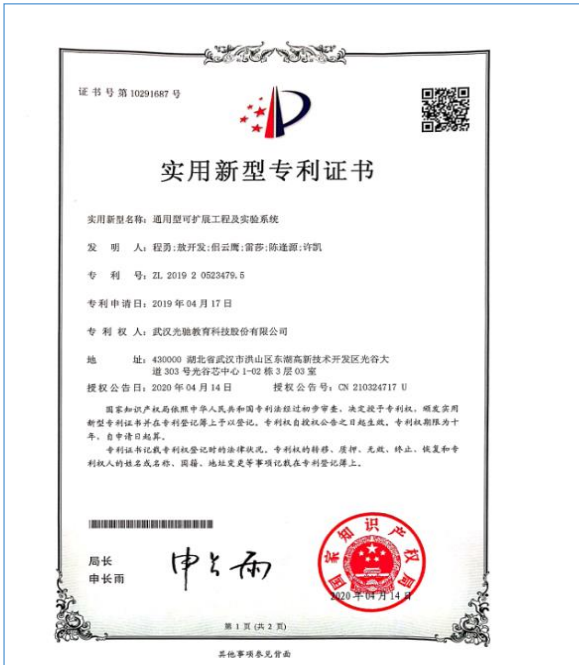 证书号第10291687号
实用新型专利证书
实用新型名称：通用型可扩展工程及实验系统
发明人：程勇;敖开发;但云鹰;雷莎;陈逢源;许凯
专利号：ZL 2019 2 0523479.5
专利申请日：2019年04月17日
专利权人：武汉光驰教育科技股份有限公司
地址：430000 湖北省武汉市洪山区东湖高新技术开发区光谷大
道303号光谷芯中心1-02栋3层03室
授权公告日：2020年04月14日 授权公告号：CN 210324717 U
国家知识产权局依照中华人民共和国专利法经过初步审查，决定授予专利权，颁发实用
新型专利证书并在专利登记簿上予以登记。专利权自授权公告之日起生效。专利权期限为十
年，自申请日起算。
专利证书记载专利权登记时的法律状况。专利权的转移、质押、无效、终止、恢复和专
利权人的姓名或名称、国籍、地址变更等事项记载在专利登记簿上。
局长
申长雨
申长雨
国家知识产权局
2020年04月14日
第1页(共2页)
其他事项参见背面